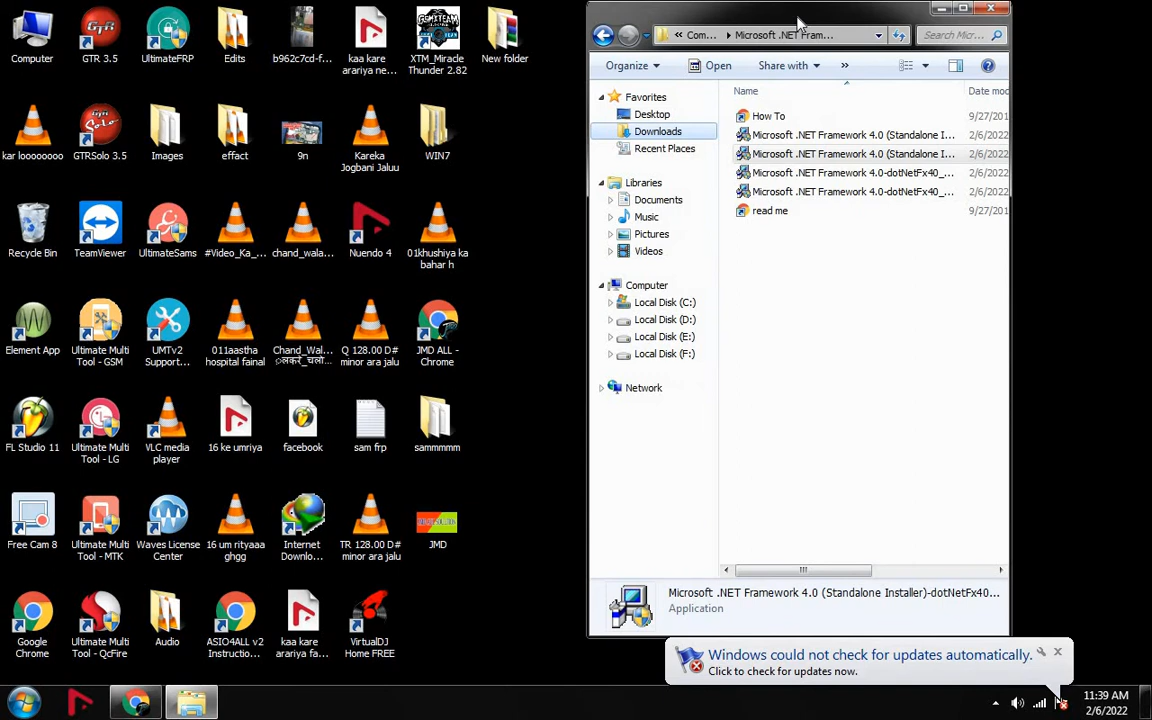 Computer
GTR 3.5
UltimateFRP
Edits
b962c7cd-f...
kaa kare
arariya ne...
XTM_Miracle
Thunder 2.82
New folder
kar looooooooo
GTRSolo 3.5
Images
effact
9n
Kareka
Jogbani Jaluu
WIN7
Recycle Bin
TeamViewer
UltimateSams
#Video_Ka_...
chand_wala...
Nuendo 4
01khushiya ka
bahar h
Element App
Ultimate Multi
Tool - GSM
UMTv2
Support...
011aastha
hospital fainal
Chand_Wal...
Q 128.00 D#
minor ara jalu
JMD ALL -
Chrome
FL Studio 11
Ultimate Multi
Tool - LG
VLC media
player
16 ke umriya
facebook
sam frp
sammmmm
Free Cam 8
Ultimate Multi
Tool - MTK
Waves License
Center
16 um rityaaa
ghgg
Internet
Downlo...
TR 128.00 D#
minor ara jalu
JMD
Google
Chrome
Ultimate Multi
Tool - QcFire
Audio
ASIO4ALL v2
Instructio...
kaa kare
arariya fa...
VirtualDJ
Home FREE
« Com... ▸ Microsoft .NET Fram...
Search Micr...
Organize
Open
Share with
»
Name
Date mod
Favorites
Desktop
Downloads
Recent Places
Libraries
Documents
Music
Pictures
Videos
Computer
Local Disk (C:)
Local Disk (D:)
Local Disk (E:)
Local Disk (F:)
Network
How To 9/27/201
Microsoft .NET Framework 4.0 (Standalone I... 2/6/2022
Microsoft .NET Framework 4.0 (Standalone I... 2/6/2022
Microsoft .NET Framework 4.0-dotNetFx40_... 2/6/2022
Microsoft .NET Framework 4.0-dotNetFx40_... 2/6/2022
read me 9/27/201
Microsoft .NET Framework 4.0 (Standalone Installer)-dotNetFx40...
Application
Windows could not check for updates automatically.
Click to check for updates now.
11:39 AM
2/6/2022